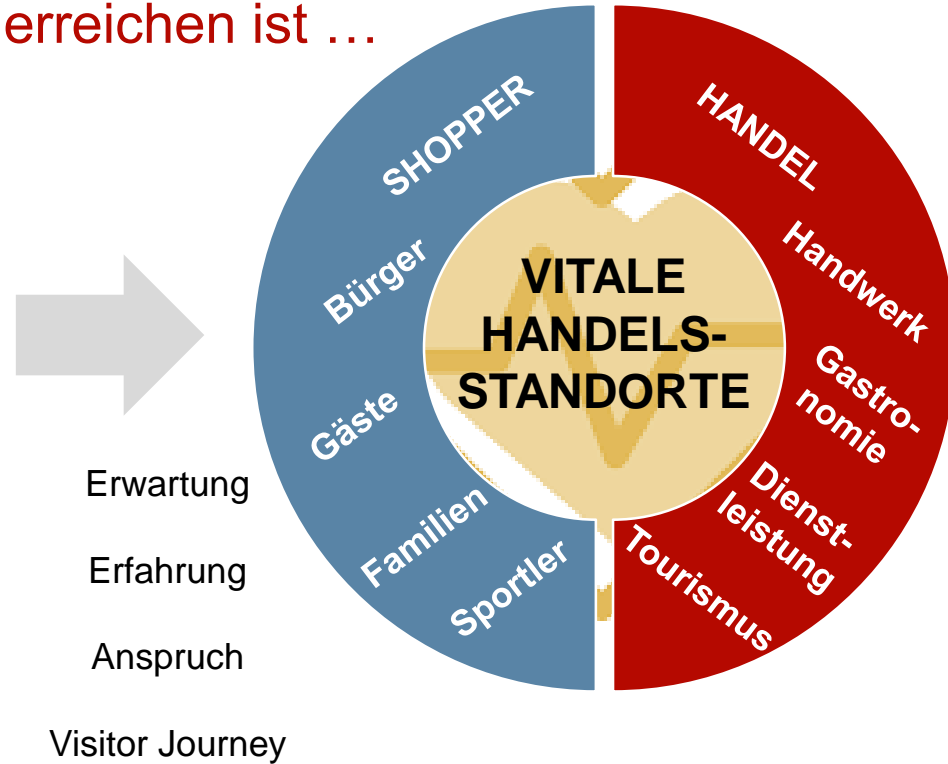 erreichen ist …
SHOPPER
Bürger
Gäste
Familien
Sportler
HANDEL
Handwerk
Gastro-
nomie
Dienst-
leistung
Tourismus
VITALE
HANDELS-
STANDORTE
Erwartung
Erfahrung
Anspruch
Visitor Journey